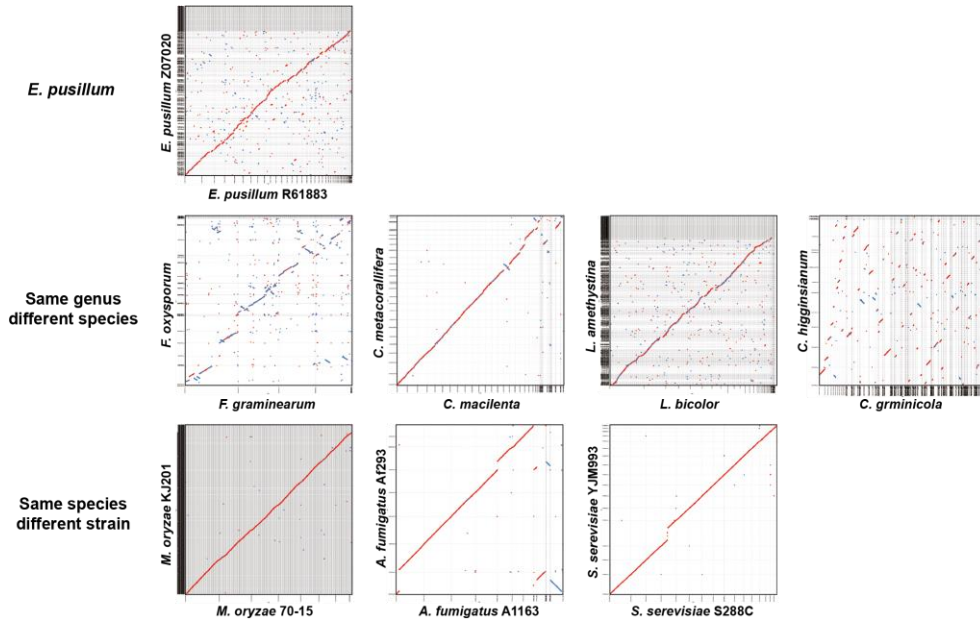 E. pusillum
E. pusillum Z07020
E. pusillum R61883
Same genus
different species
F. oxysporum
F. graminearum
C. metacorallifera
C. macilenta
L. amethystina
L. bicolor
C. higginsianum
C. grminicola
Same species
different strain
M. oryzae KJ201
M. oryzae 70-15
A. fumigatus Af293
A. fumigatus A1163
S. serevisiae YJM993
S. serevisiae S288C